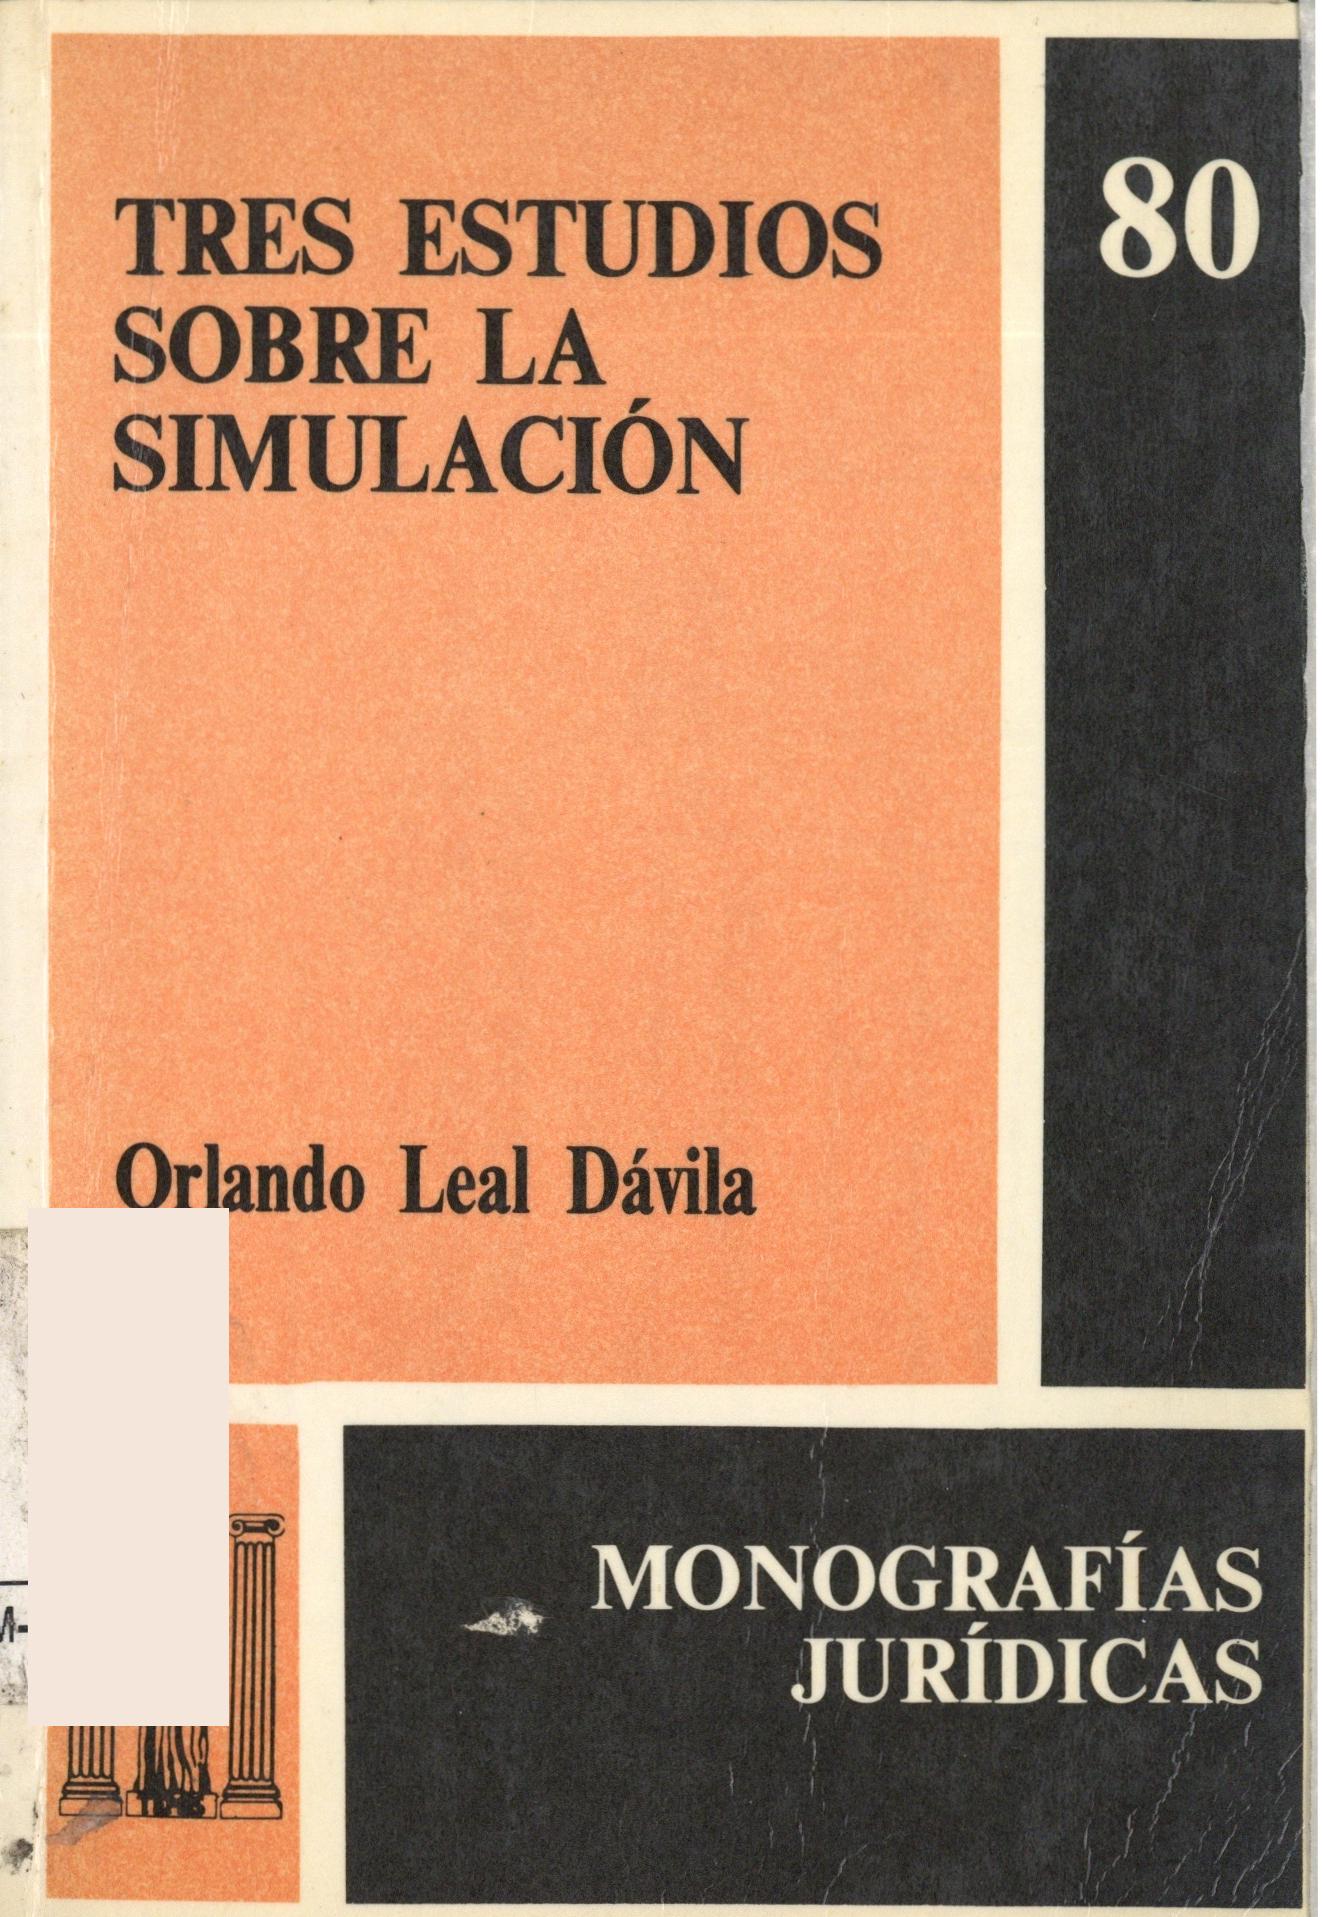 TRES ESTUDIOS
SOBRE LA
SIMULACIÓN
80
Orlando Leal Dávila
MONOGRAFÍAS
JURÍDICAS